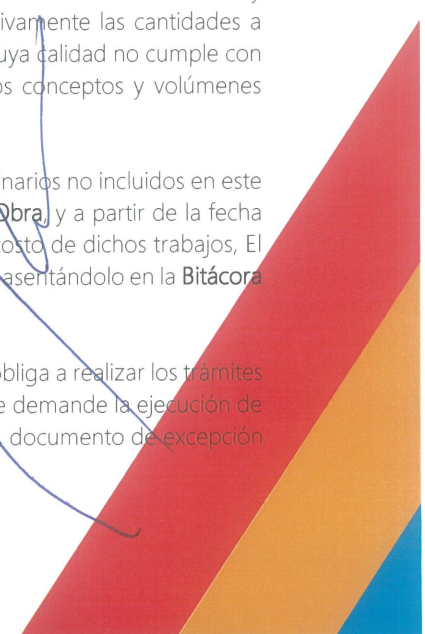 ivamente las cantidades a
uya calidad no cumple con
os conceptos y volúmenes
narios no incluidos en este
Obra, y a partir de la fecha
costo de dichos trabajos, El
asentándolo en la Bitácora
obliga a realizar los trámites
e demande la ejecución de
documento de excepción